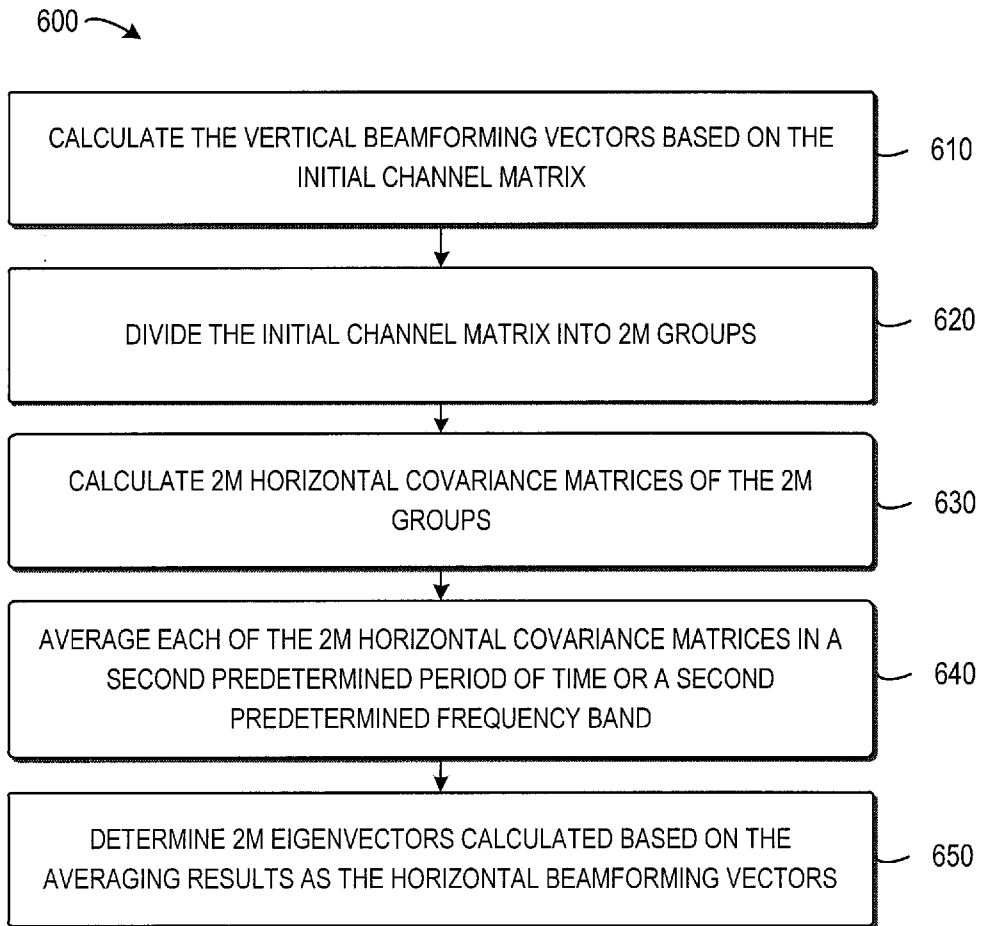 600
CALCULATE THE VERTICAL BEAMFORMING VECTORS BASED ON THE
INITIAL CHANNEL MATRIX
610
DIVIDE THE INITIAL CHANNEL MATRIX INTO 2M GROUPS
620
CALCULATE 2M HORIZONTAL COVARIANCE MATRICES OF THE 2M
GROUPS
630
AVERAGE EACH OF THE 2M HORIZONTAL COVARIANCE MATRICES IN A
SECOND PREDETERMINED PERIOD OF TIME OR A SECOND
PREDETERMINED FREQUENCY BAND
640
DETERMINE 2M EIGENVECTORS CALCULATED BASED ON THE
AVERAGING RESULTS AS THE HORIZONTAL BEAMFORMING VECTORS
650